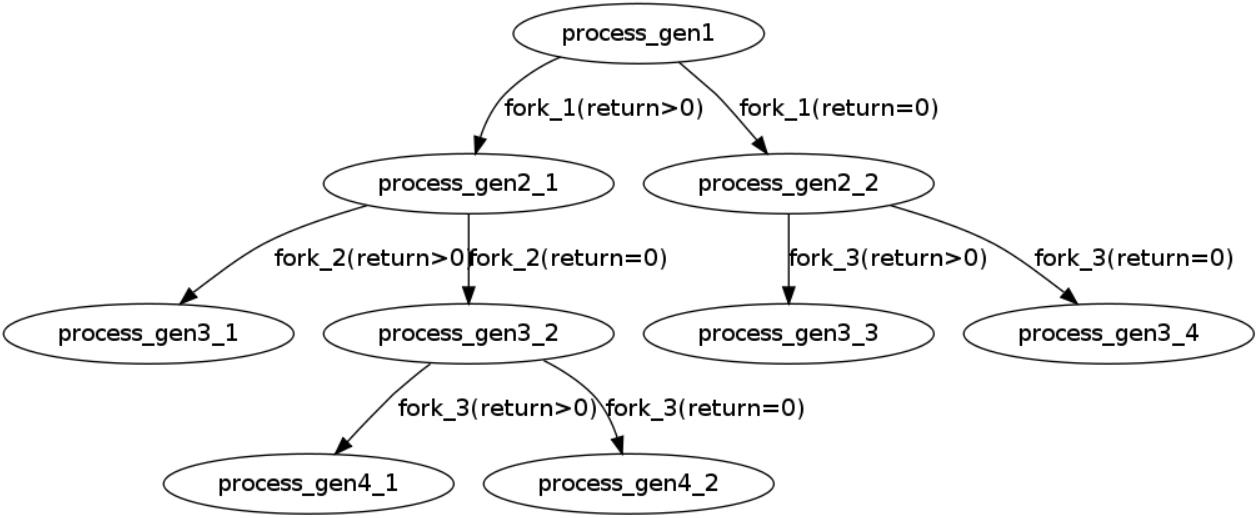 process_gen1
fork_1(return>0)
fork_1(return=0)
process_gen2_1
process_gen2_2
fork_2(return>0)
fork_2(return=0)
fork_3(return>0)
fork_3(return=0)
process_gen3_1
process_gen3_2
process_gen3_3
process_gen3_4
fork_3(return>0)
fork_3(return=0)
process_gen4_1
process_gen4_2